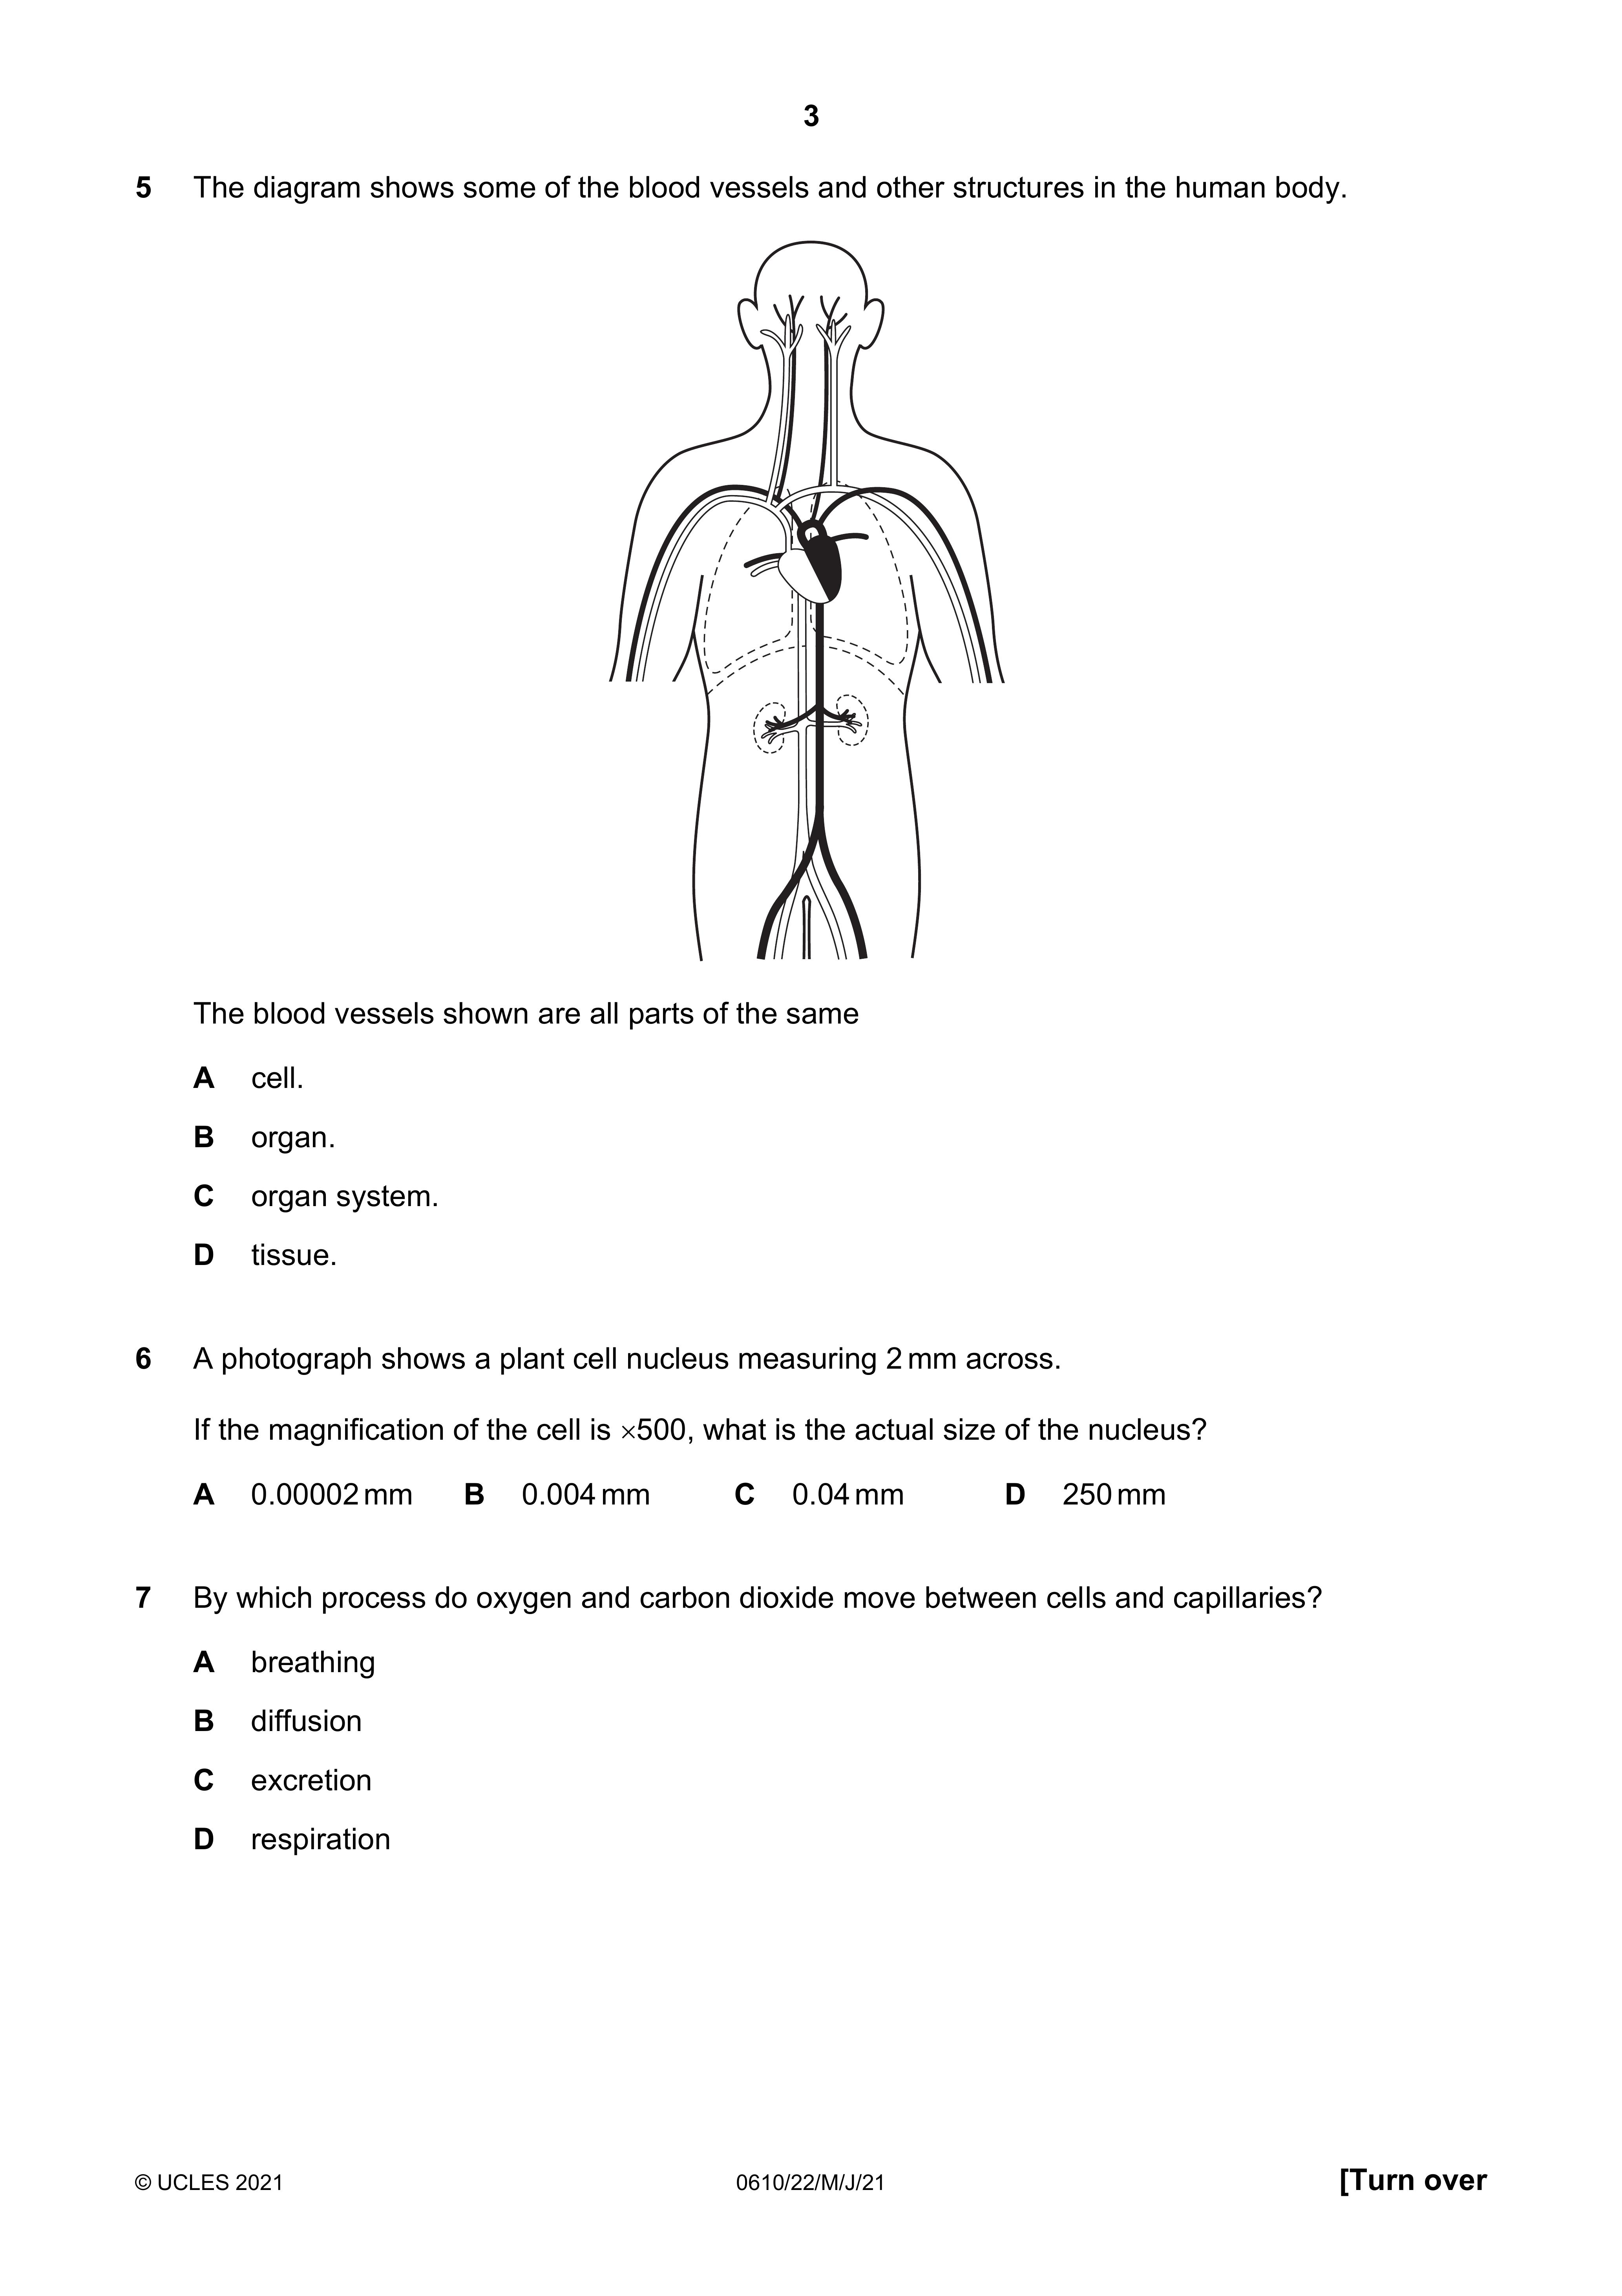 3
5 The diagram shows some of the blood vessels and other structures in the human body.
The blood vessels shown are all parts of the same
A cell.
B organ.
C organ system.
D tissue.
6 A photograph shows a plant cell nucleus measuring 2 mm across.
If the magnification of the cell is ×500, what is the actual size of the nucleus?
A 0.00002 mm B 0.004 mm C 0.04 mm D 250 mm
7 By which process do oxygen and carbon dioxide move between cells and capillaries?
A breathing
B diffusion
C excretion
D respiration
© UCLES 2021 0610/22/M/J/21 [Turn over